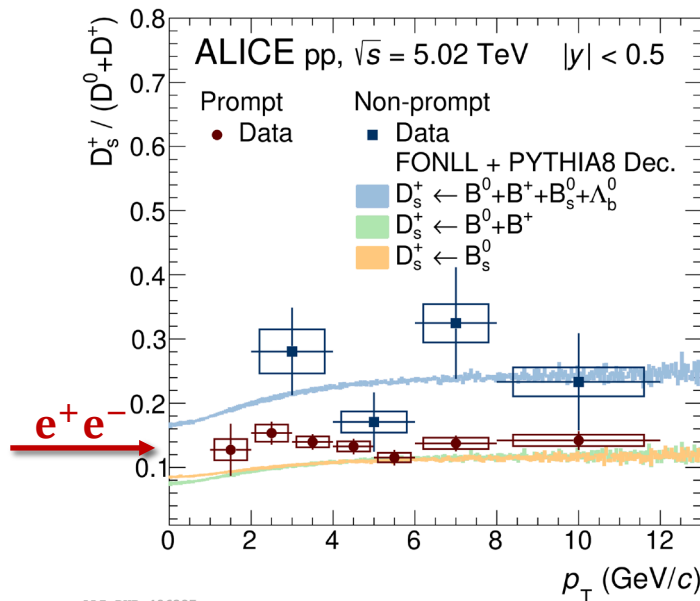 ALICE pp, √s = 5.02 TeV |y| < 0.5
Prompt Non-prompt
Data Data
FONLL + PYTHIA8 Dec.
D_s^+ ← B^0+B^++B_s^0+Λ_b^0
D_s^+ ← B^0+B^+
D_s^+ ← B_s^0
D_s^+ / (D^0+D^+)
0.8
0.7
0.6
0.5
0.4
0.3
0.2
0.1
e^+e^-
0 2 4 6 8 10 12
p_T (GeV/c)